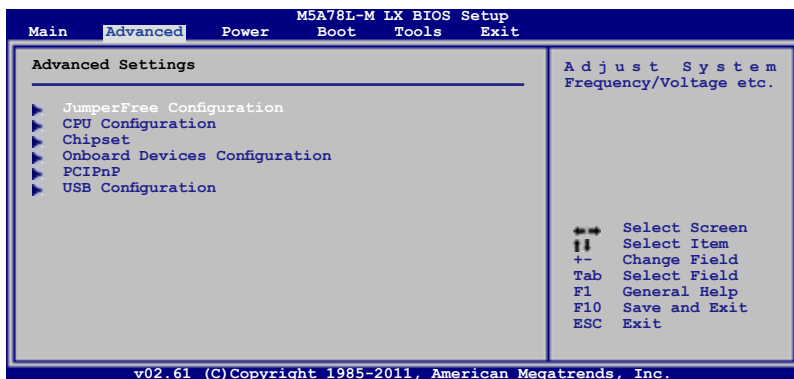 M5A78L-M LX BIOS Setup
Main Advanced Power Boot Tools Exit
Advanced Settings
JumperFree Configuration
CPU Configuration
Chipset
Onboard Devices Configuration
PCIPnP
USB Configuration
Adjust System
Frequency/Voltage etc.
←→ Select Screen
↑↓ Select Item
+- Change Field
Tab Select Field
F1 General Help
F10 Save and Exit
ESC Exit
v02.61 (C)Copyright 1985-2011, American Megatrends, Inc.